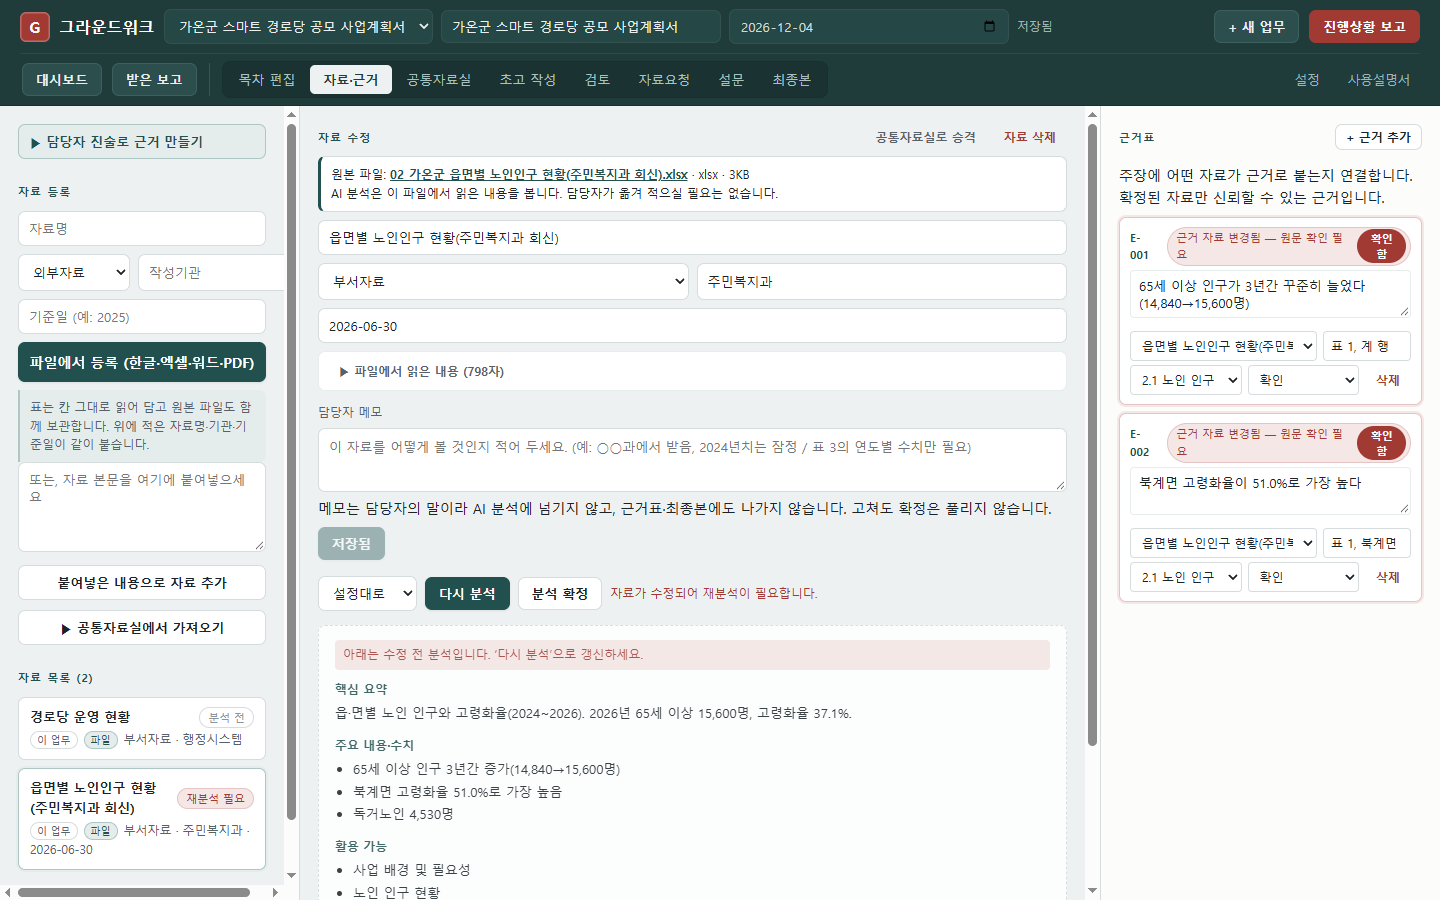 G 그라운드워크
가온군 스마트 경로당 공모 사업계획서
가온군 스마트 경로당 공모 사업계획서
2026-12-04
저장됨
+ 새 업무
진행상황 보고
대시보드
받은 보고
목차 편집
자료·근거
공통자료실
초고 작성
검토
자료요청
설문
최종본
설정
사용설명서
▶ 담당자 진술로 근거 만들기
자료 등록
자료명
외부자료
작성기관
기준일 (예: 2025)
파일에서 등록 (한글·엑셀·워드·PDF)
표는 칸 그대로 읽어 담고 원본 파일도 함
께 보관합니다. 위에 적은 자료명·기관·기
준일이 같이 붙습니다.
또는, 자료 본문을 여기에 붙여넣으세
요
붙여넣은 내용으로 자료 추가
▶ 공통자료실에서 가져오기
자료 목록 (2)
경로당 운영 현황
분석 전
이 업무 파일 부서자료 · 행정시스템
읍면별 노인인구 현황
(주민복지과 회신)
재분석 필요
이 업무 파일 부서자료 · 주민복지과 ·
2026-06-30
자료 수정
공통자료실로 승격
자료 삭제
원본 파일: 02 가온군 읍면별 노인인구 현황(주민복지과 회신).xlsx · xlsx · 3KB
AI 분석은 이 파일에서 읽은 내용을 봅니다. 담당자가 옮겨 적으실 필요는 없습니다.
읍면별 노인인구 현황(주민복지과 회신)
부서자료
주민복지과
2026-06-30
▶ 파일에서 읽은 내용 (798자)
담당자 메모
이 자료를 어떻게 볼 것인지 적어 두세요. (예: ○○과에서 받음, 2024년치는 잠정 / 표 3의 연도별 수치만 필요)
메모는 담당자의 말이라 AI 분석에 넘기지 않고, 근거표·최종본에도 나가지 않습니다. 고쳐도 확정은 풀리지 않습니다.
저장됨
설정대로
다시 분석
분석 확정
자료가 수정되어 재분석이 필요합니다.
아래는 수정 전 분석입니다. ‘다시 분석’으로 갱신하세요.
핵심 요약
읍·면별 노인 인구와 고령화율(2024~2026). 2026년 65세 이상 15,600명, 고령화율 37.1%.
주요 내용·수치
• 65세 이상 인구 3년간 증가(14,840→15,600명)
• 북계면 고령화율 51.0%로 가장 높음
• 독거노인 4,530명
활용 가능
• 사업 배경 및 필요성
• 노인 인구 현황
근거표
+ 근거 추가
주장에 어떤 자료가 근거로 붙는지 연결합니다.
확정된 자료만 신뢰할 수 있는 근거입니다.
E-
001
근거 자료 변경됨 — 원문 확인 필
요
확인
함
65세 이상 인구가 3년간 꾸준히 늘었다
(14,840→15,600명)
읍면별 노인인구 현황(주민복
표 1, 계 행
2.1 노인 인구
확인
삭제
E-
002
근거 자료 변경됨 — 원문 확인 필
요
확인
함
북계면 고령화율이 51.0%로 가장 높다
읍면별 노인인구 현황(주민복
표 1, 북계면
2.1 노인 인구
확인
삭제